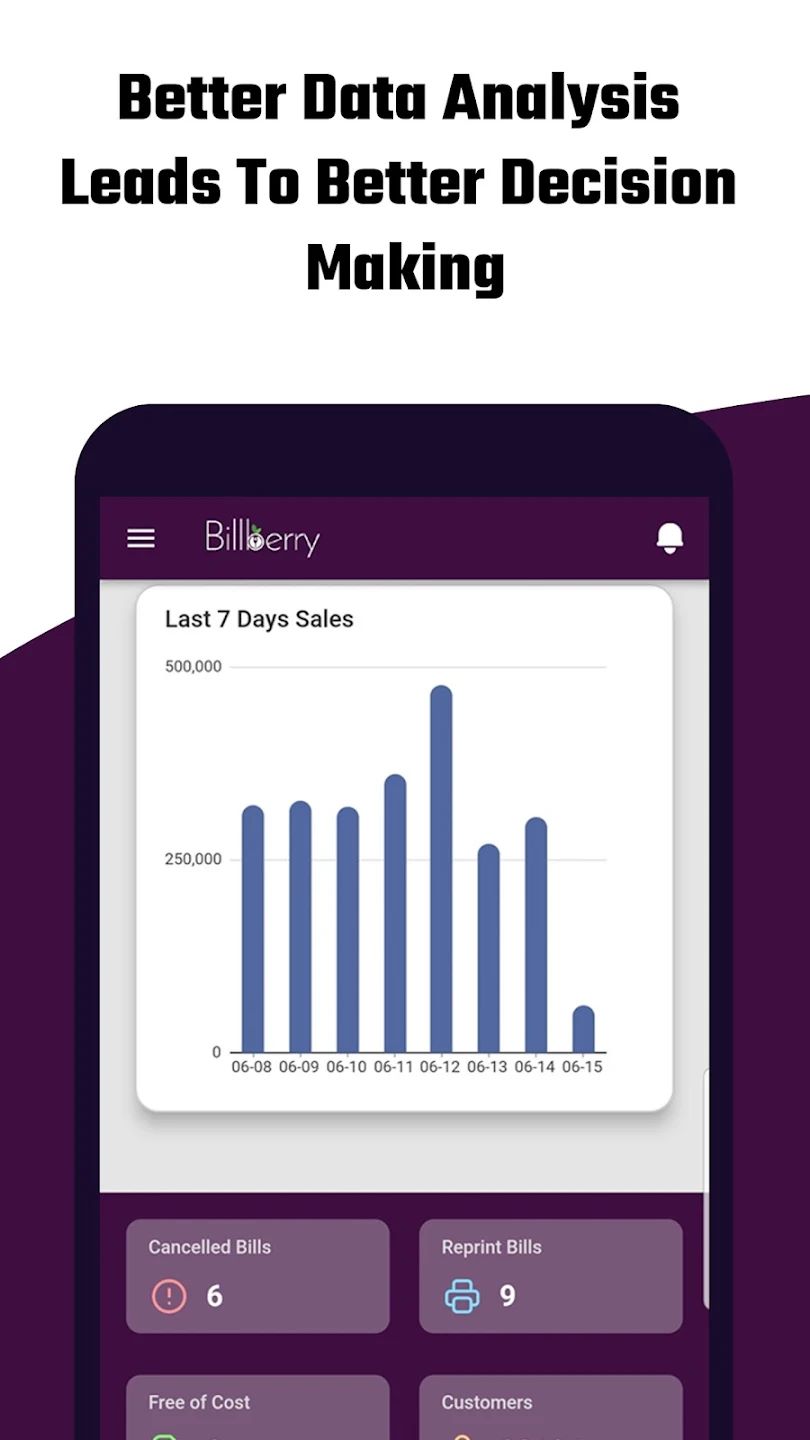 Better Data Analysis
Leads To Better Decision
Making
Billberry
Last 7 Days Sales
500,000
250,000
0
06-08 06-09 06-10 06-11 06-12 06-13 06-14 06-15
Cancelled Bills
Reprint Bills
6
9
Free of Cost
Customers